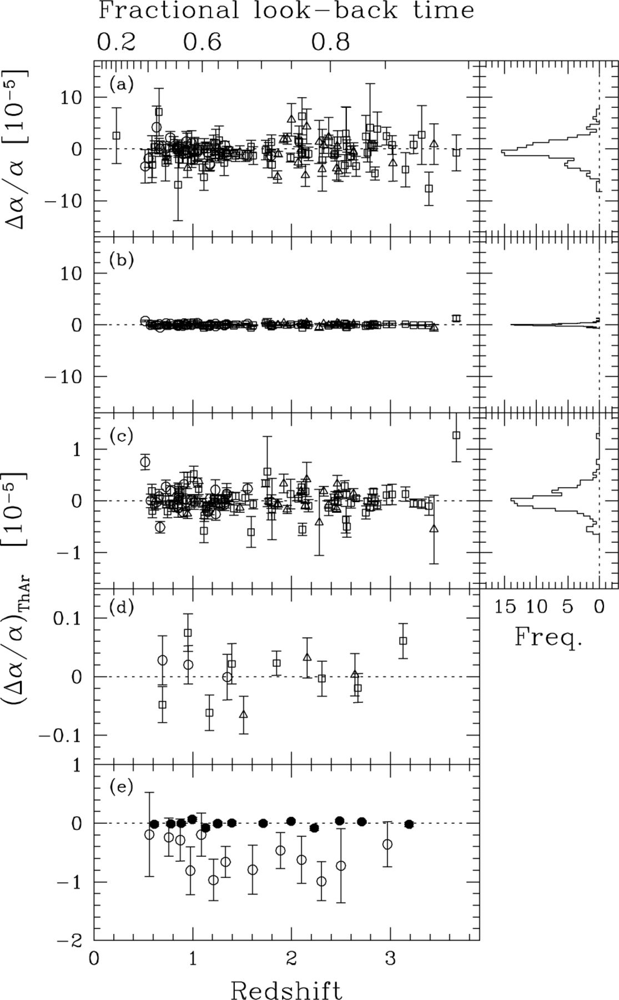 Fractional look-back time
0.2 0.6 0.8
Δα/α [10⁻⁵]
(a)
10
0
-10
(b)
10
0
-10
(ΔαΑ/α)ThAr [10⁻⁵]
(c)
1
0
-1
15 10 5 0
Freq.
(d)
0.1
0
-0.1
1
(e)
0
-1
-2
0 1 2 3
Redshift